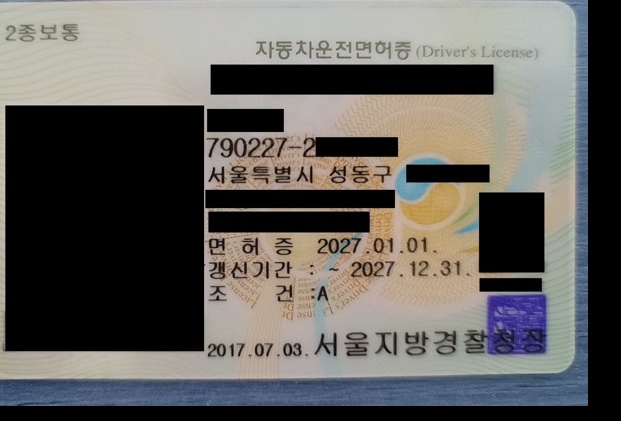 2종보통
자동차운전면허증 (Driver's License)
790227-2
서울특별시 성동구
면 허 증 2027.01.01.
갱신기간 : ~ 2027.12.31.
조 건 :A
2017.07.03. 서울지방경찰청장